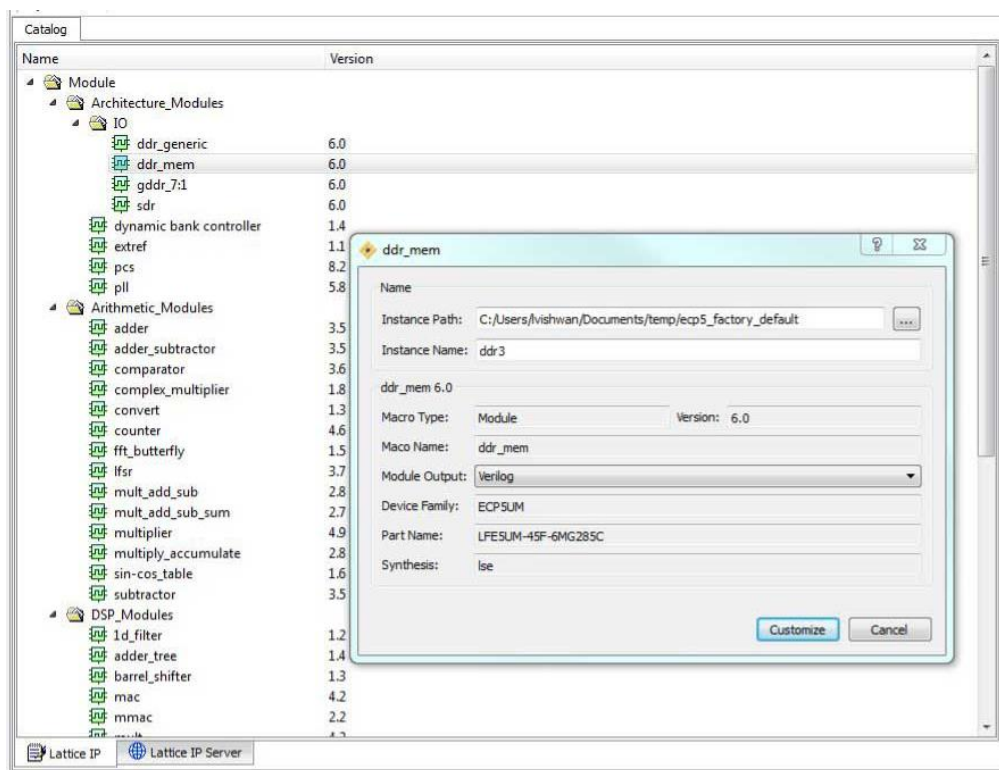 Catalog
Name Version
Module
Architecture_Modules
IO
ddr_generic 6.0
ddr_mem 6.0
gddr_7:1 6.0
sdr 6.0
dynamic bank controller 1.4
extref 1.1
pcs 8.2
pll 5.8
Arithmetic_Modules
adder 3.5
adder_subtractor 3.5
comparator 3.6
complex_multiplier 1.8
convert 1.3
counter 4.6
fft_butterfly 1.5
lfsr 3.7
mult_add_sub 2.8
mult_add_sub_sum 2.7
multiplier 4.9
multiply_accumulate 2.8
sin-cos_table 1.6
subtractor 3.5
DSP_Modules
1d_filter 1.2
adder_tree 1.4
barrel_shifter 1.3
mac 4.2
mmac 2.2
Lattice IP Lattice IP Server
ddr_mem
Name
Instance Path: C:/Users/lvishwan/Documents/temp/ecp5_factory_default ...
Instance Name: ddr3
ddr_mem 6.0
Macro Type: Module Version: 6.0
Maco Name: ddr_mem
Module Output: Verilog
Device Family: ECP5UM
Part Name: LFE5UM-45F-6MG285C
Synthesis: lse
Customize Cancel